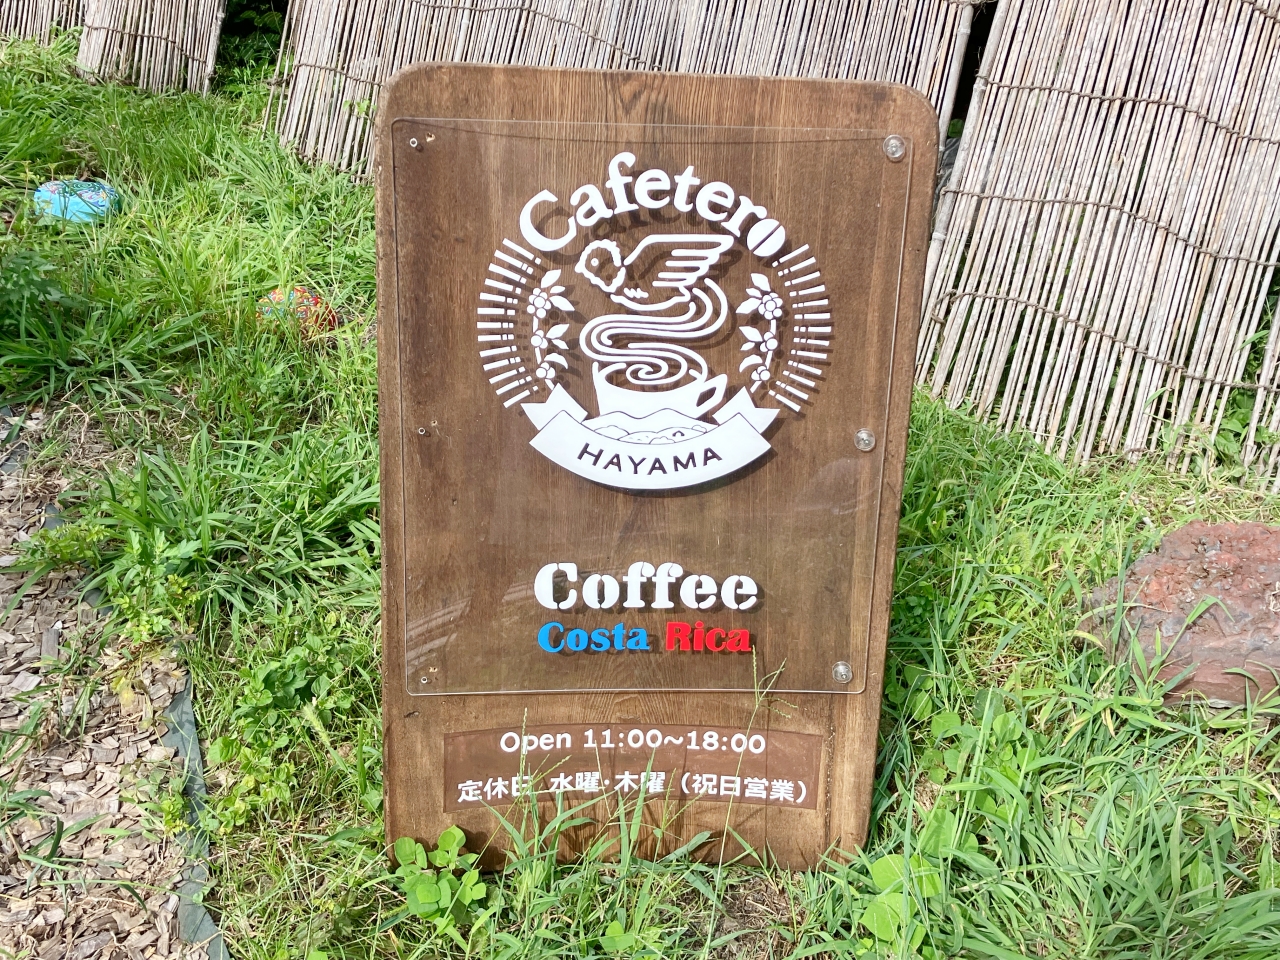 Cafetero
HAYAMA
Coffee
Costa Rica
Open 11:00~18:00
定休日 水曜・木曜（祝日営業）